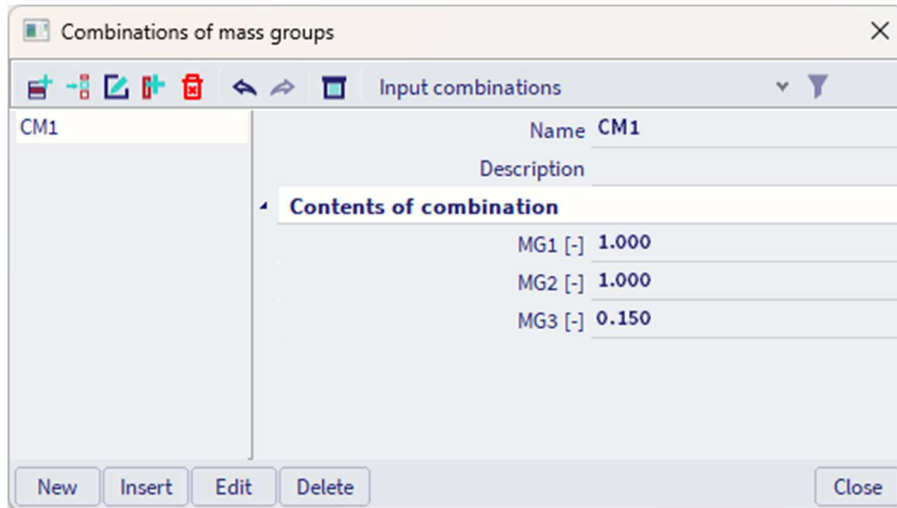 Combinations of mass groups
Input combinations
CM1
Name CM1
Description
Contents of combination
MG1 [-] 1.000
MG2 [-] 1.000
MG3 [-] 0.150
New Insert Edit Delete Close